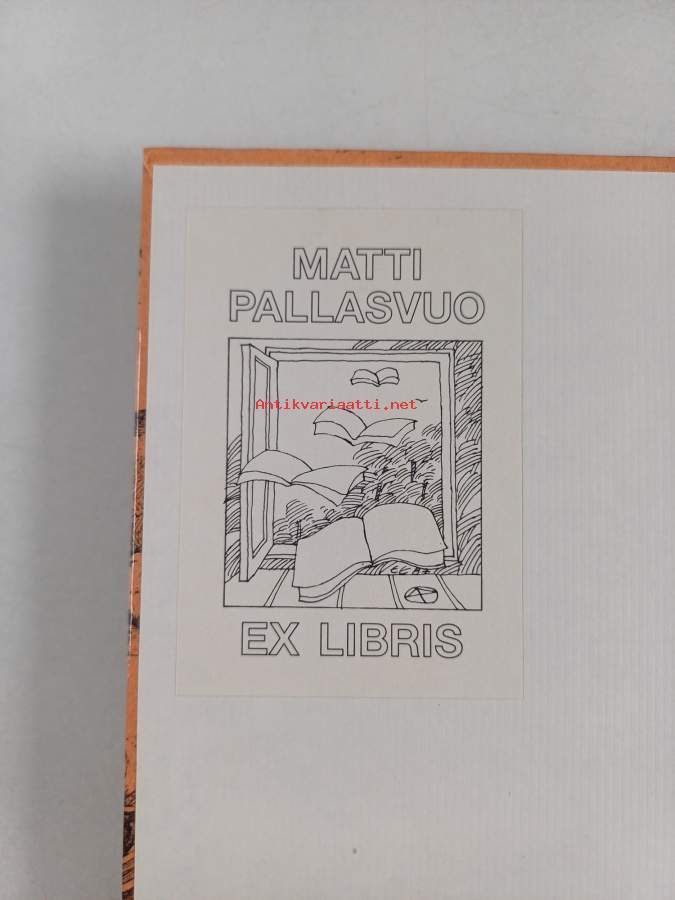 MATTI
PALLASVUO
Antikvariaatti.net
EX LIBRIS